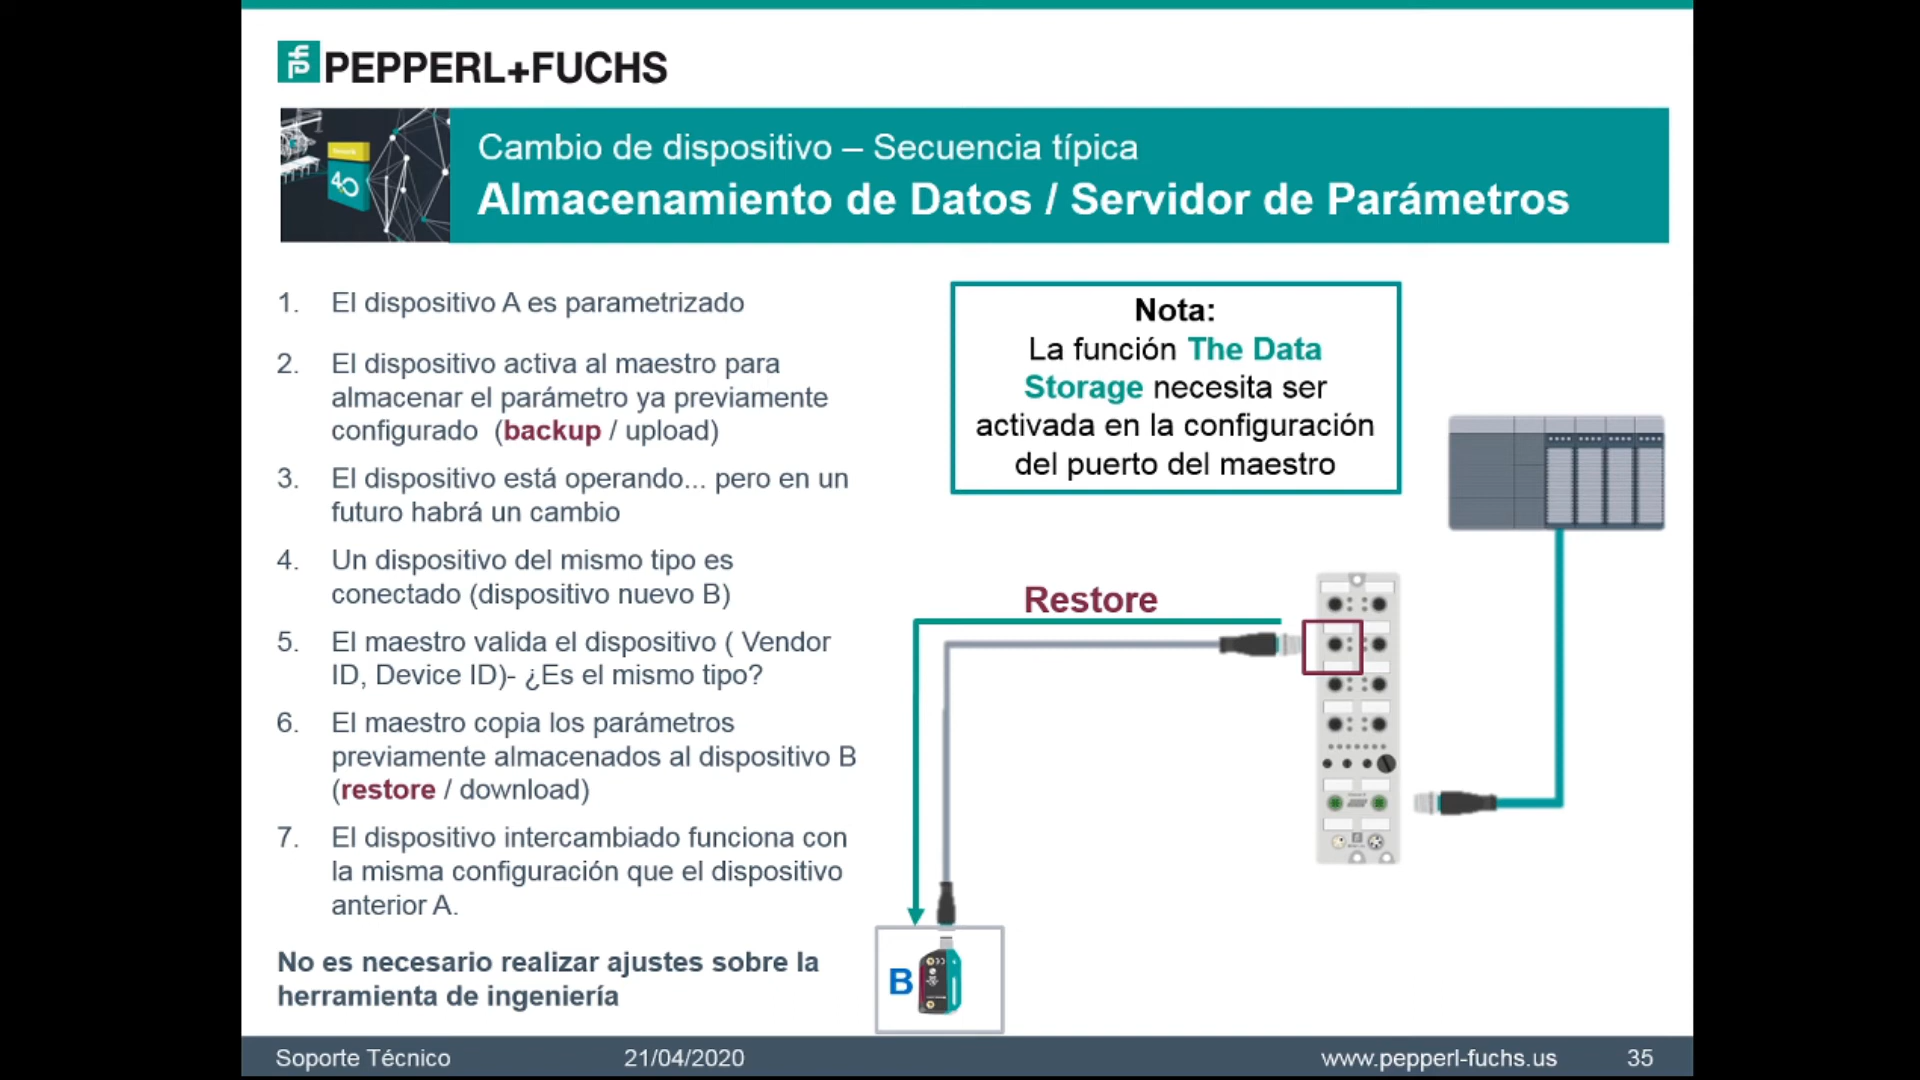 PEPPERL+FUCHS
Cambio de dispositivo – Secuencia típica
Almacenamiento de Datos / Servidor de Parámetros
1. El dispositivo A es parametrizado
2. El dispositivo activa al maestro para
almacenar el parámetro ya previamente
configurado (backup / upload)
3. El dispositivo está operando... pero en un
futuro habrá un cambio
4. Un dispositivo del mismo tipo es
conectado (dispositivo nuevo B)
5. El maestro valida el dispositivo ( Vendor
ID, Device ID)- ¿Es el mismo tipo?
6. El maestro copia los parámetros
previamente almacenados al dispositivo B
(restore / download)
7. El dispositivo intercambiado funciona con
la misma configuración que el dispositivo
anterior A.
No es necesario realizar ajustes sobre la
herramienta de ingeniería
Nota:
La función The Data
Storage necesita ser
activada en la configuración
del puerto del maestro
Restore
B
Soporte Técnico
21/04/2020
www.pepperl-fuchs.us
35